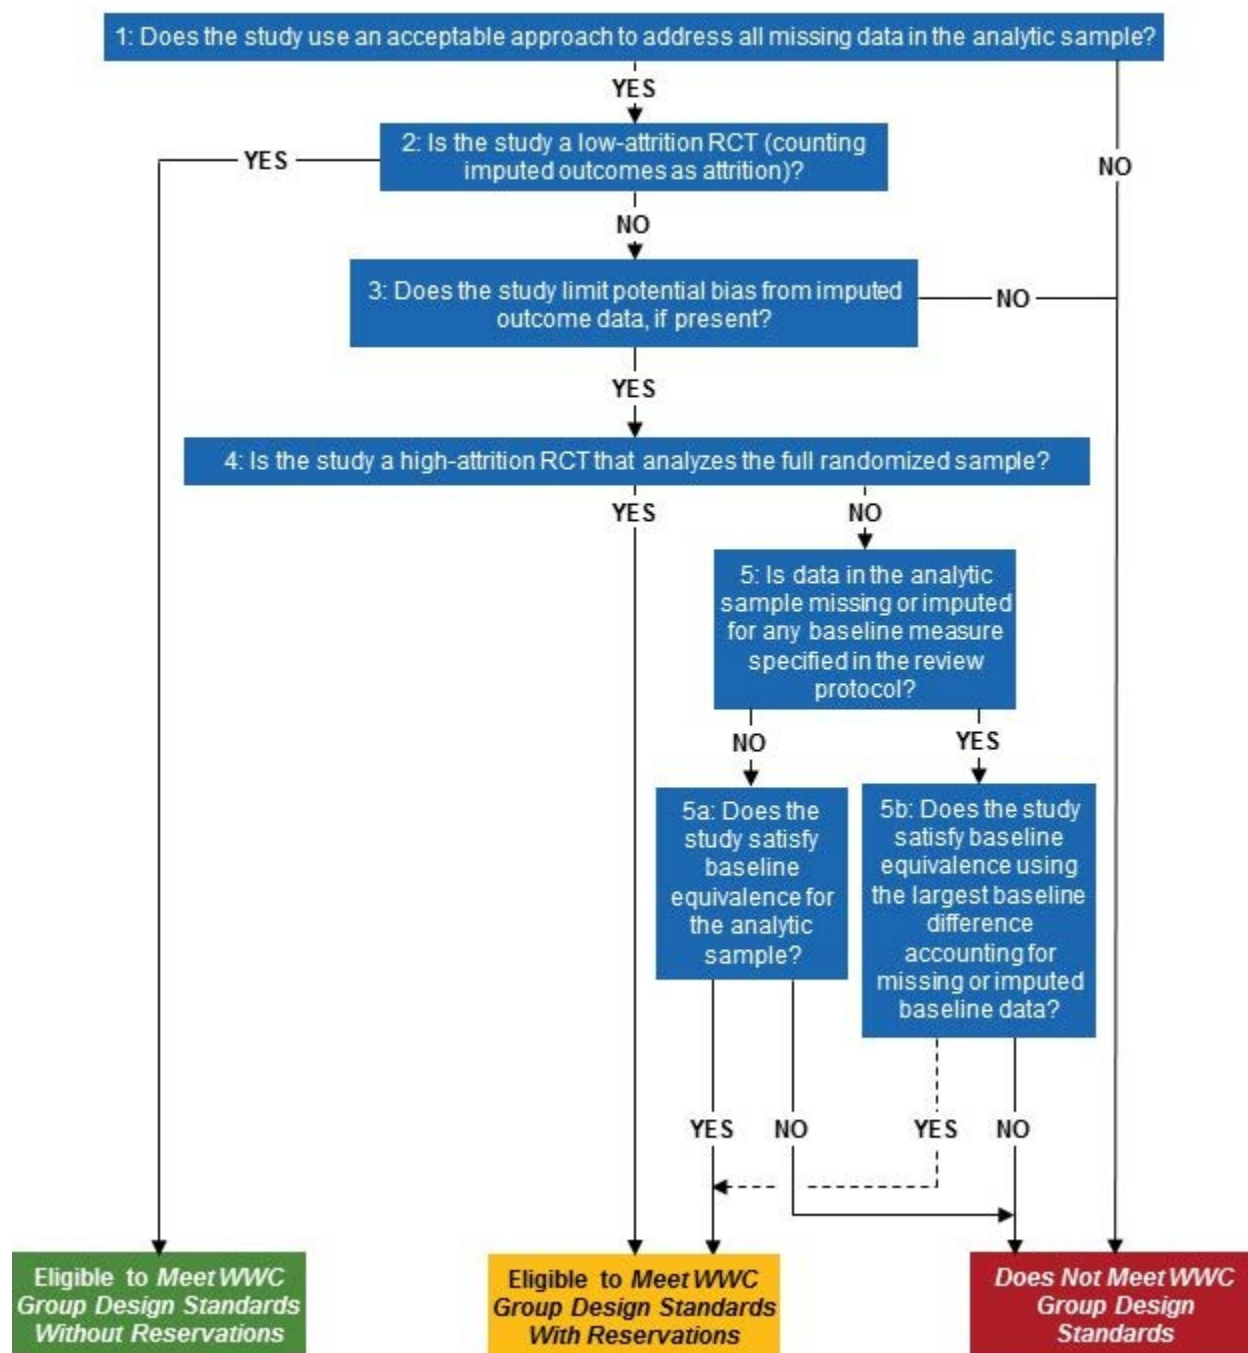 1: Does the study use an acceptable approach to address all missing data in the analytic sample?
YES
2: Is the study a low-attrition RCT (counting
imputed outcomes as attrition)?
YES
NO
NO
3: Does the study limit potential bias from imputed
outcome data, if present?
NO
YES
4: Is the study a high-attrition RCT that analyzes the full randomized sample?
YES
NO
5: Is data in the analytic
sample missing or imputed
for any baseline measure
specified in the review
protocol?
NO
YES
5a: Does the
study satisfy
baseline
equivalence for
the analytic
sample?
5b: Does the study
satisfy baseline
equivalence using
the largest baseline
difference
accounting for
missing or imputed
baseline data?
YES
NO
YES
NO
Eligible to Meet WWC
Group Design Standards
Without Reservations
Eligible to Meet WWC
Group Design Standards
With Reservations
Does Not Meet WWC
Group Design
Standards